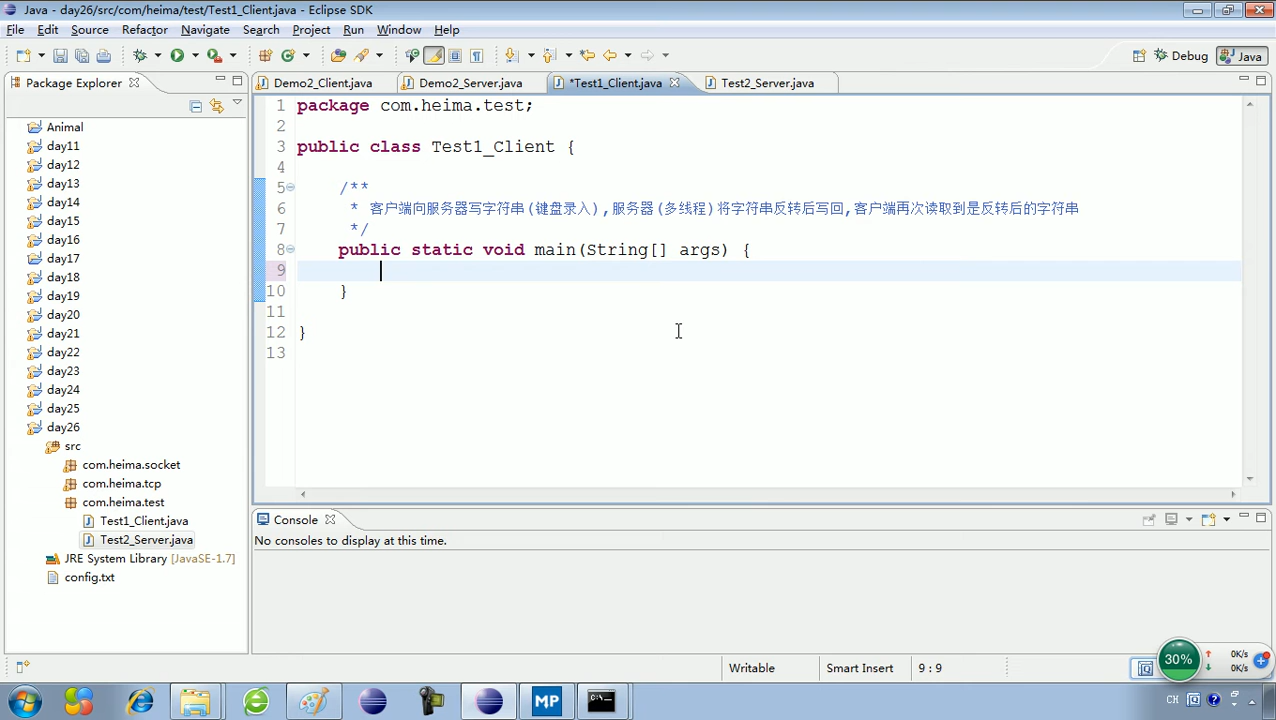 Java - day26/src/com/heima/test/Test1_Client.java - Eclipse SDK
File Edit Source Refactor Navigate Search Project Run Window Help
Debug Java
Package Explorer
Demo2_Client.java Demo2_Server.java *Test1_Client.java Test2_Server.java
Animal
day11
day12
day13
day14
day15
day16
day17
day18
day19
day20
day21
day22
day23
day24
day25
day26
src
com.heima.socket
com.heima.tcp
com.heima.test
Test1_Client.java
Test2_Server.java
JRE System Library [JavaSE-1.7]
config.txt
1 package com.heima.test;
2
3 public class Test1_Client {
4
5 /**
6 * 客户端向服务器写字符串(键盘录入),服务器(多线程)将字符串反转后写回,客户端再次读取到是反转后的字符串
7 */
8 public static void main(String[] args) {
9
10 }
11
12 }
13
Console
No consoles to display at this time.
Writable Smart Insert 9 : 9
30% 0K/s
0K/s
MP CH